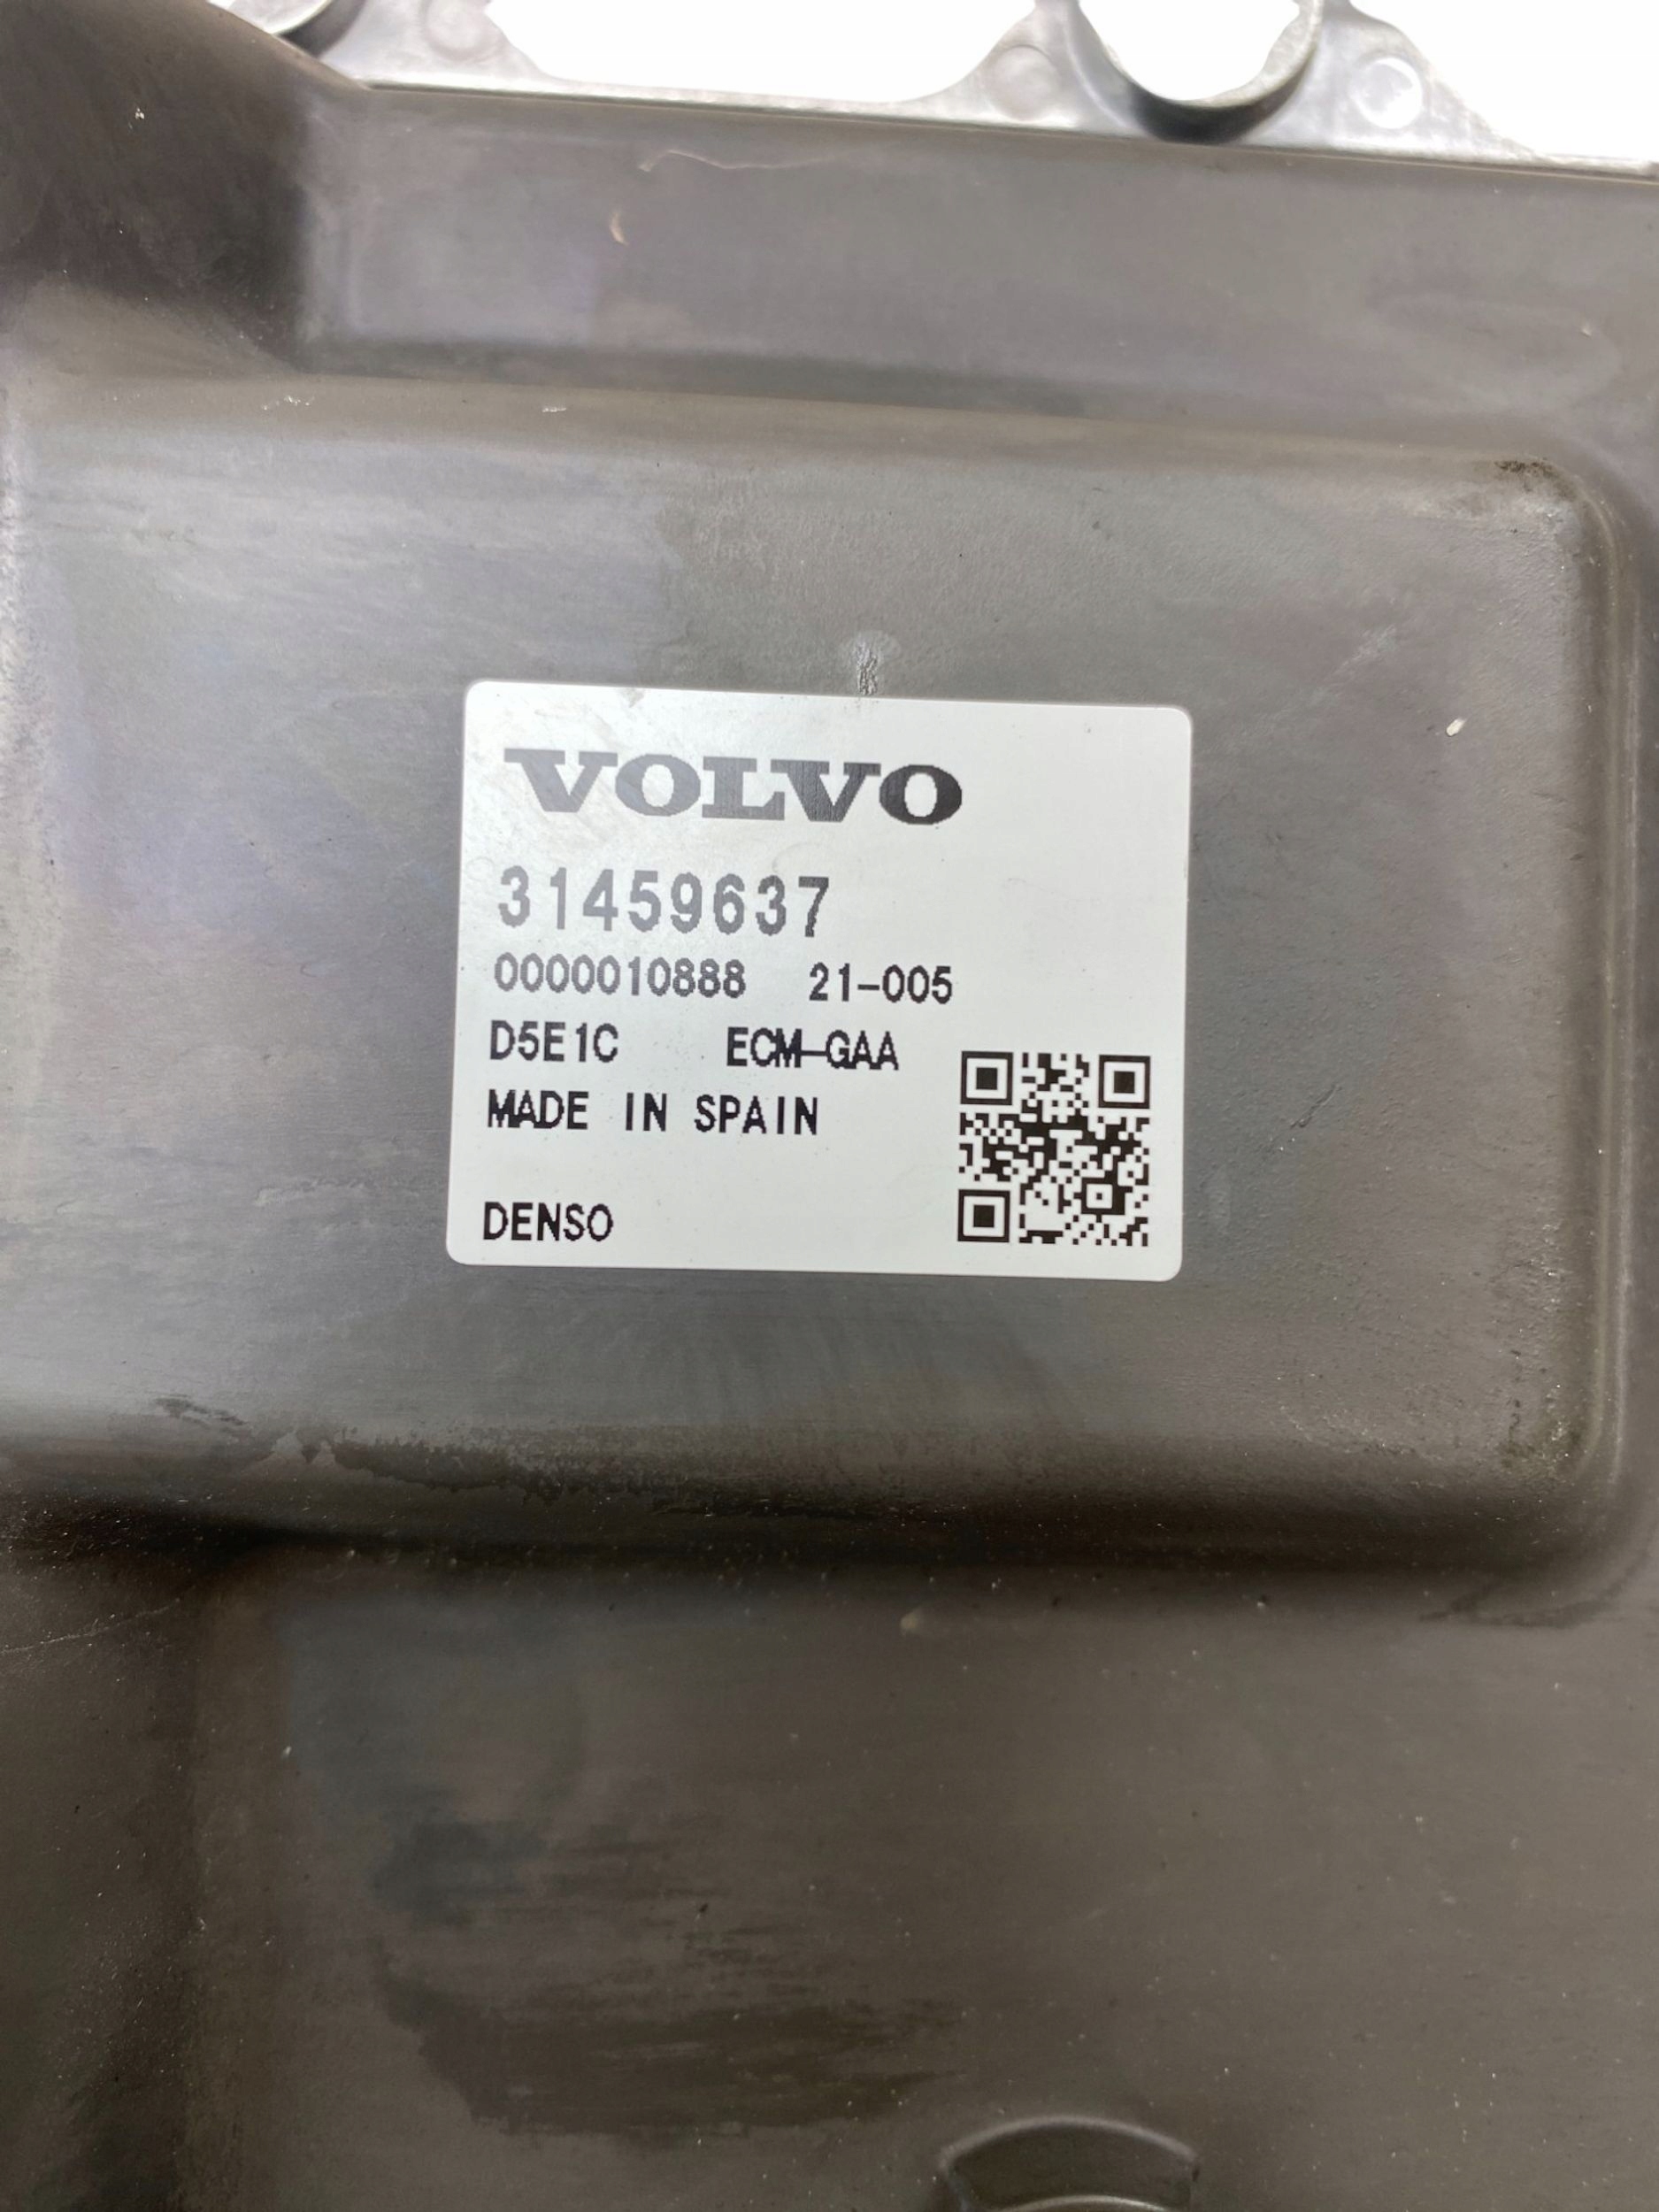 VOLVO
31459637
0000010888 21-005
D5E1C ECM-GAA
MADE IN SPAIN
DENSO